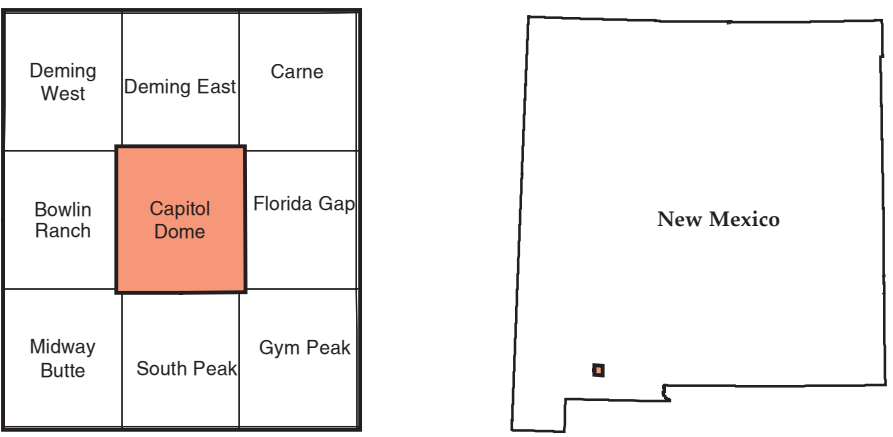 Deming
West
Deming East
Carne
Bowlin
Ranch
Capitol
Dome
Florida Gap
Midway
Butte
South Peak
Gym Peak
New Mexico